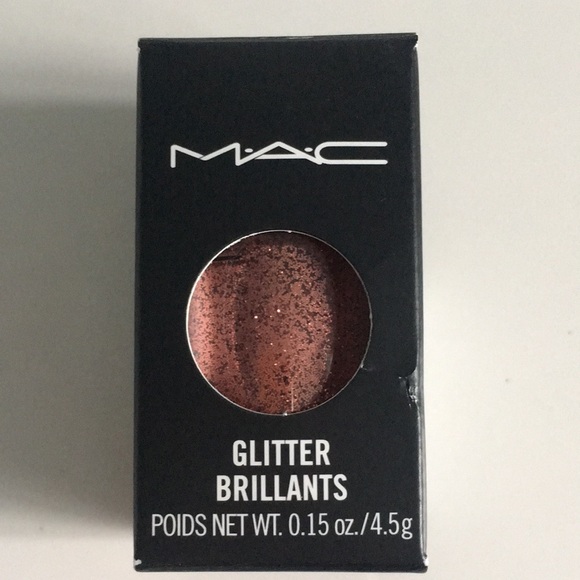 M·A·C
GLITTER
BRILLANTS
POIDS NET WT. 0.15 oz./4.5g